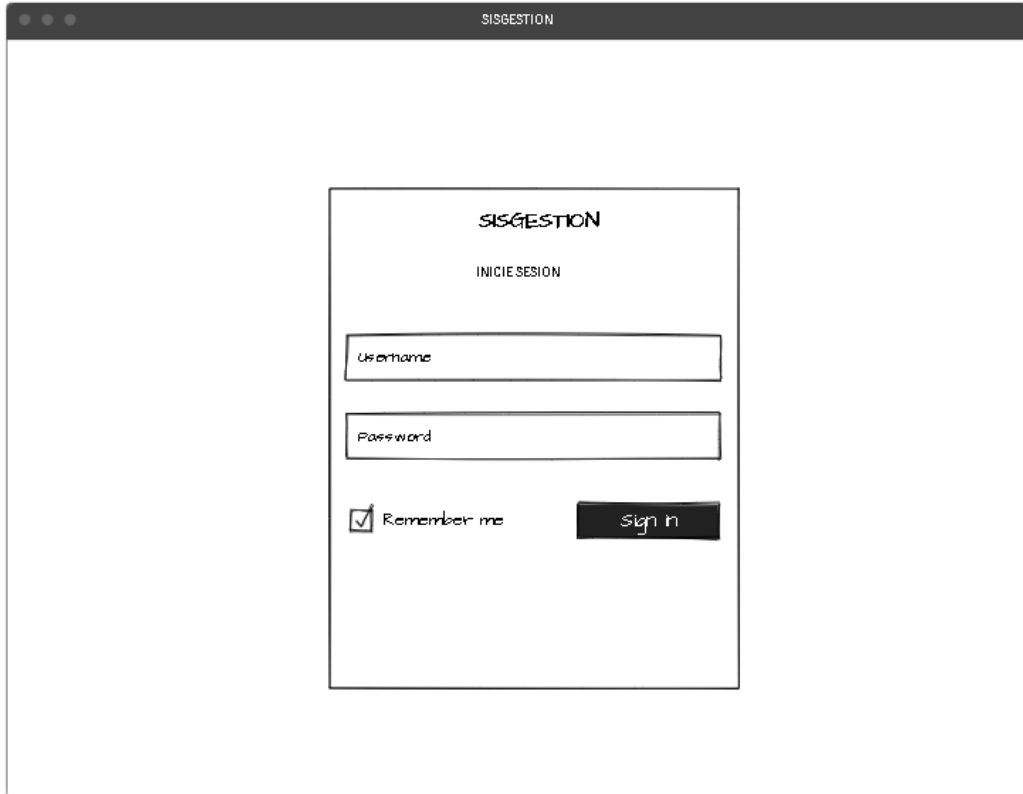 SISGESTION
SISGESTION
INICIE SESION
Username
Password
Remember me
Sign in